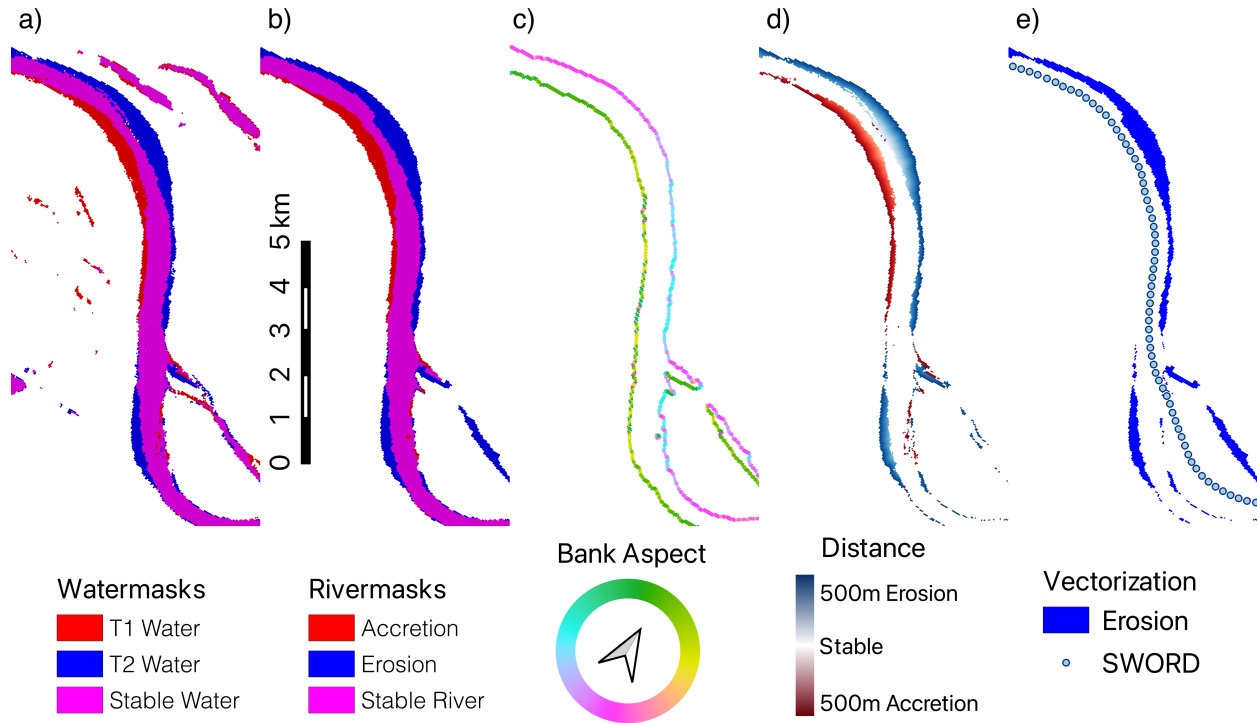 a)
b)
c)
d)
e)
0 1 2 3 4 5 km
Bank Aspect
Distance
Watermasks
Rivermasks
Vectorization
500m Erosion
Erosion
T1 Water
Accretion
Stable
T2 Water
Erosion
SWORD
Stable Water
Stable River
500m Accretion